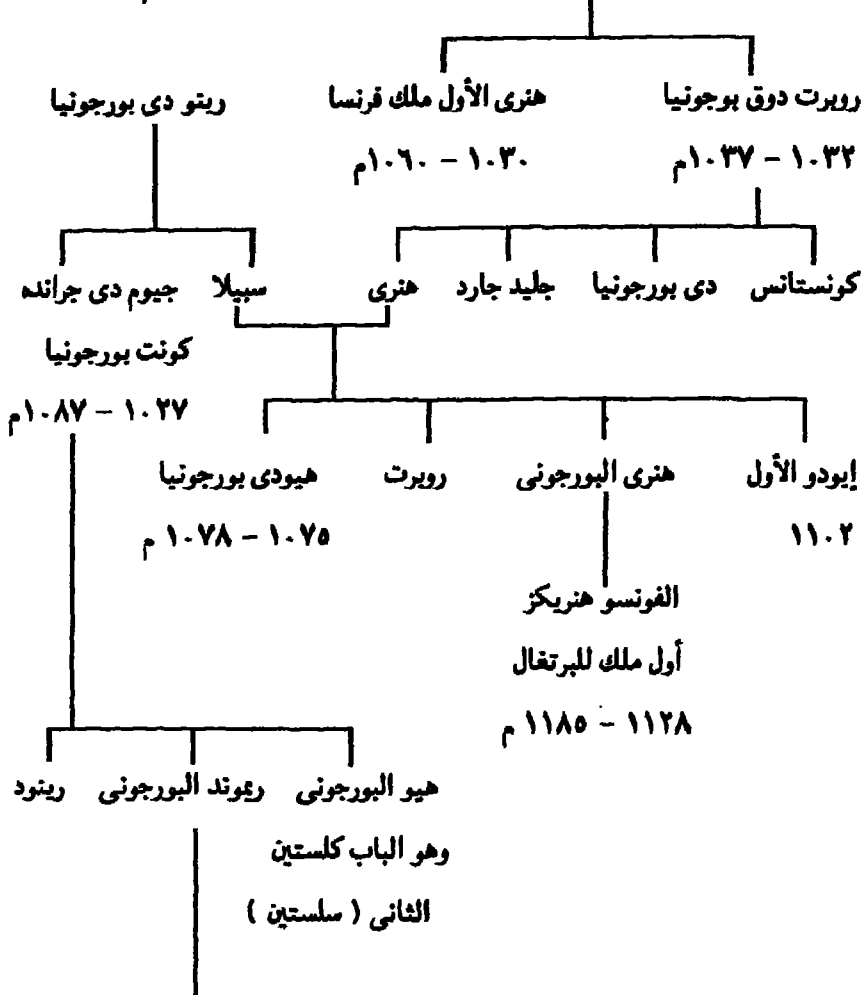 روبرت دوق بوجونيا هنرى الأول ملك فرنسا ريتو دى بورجونيا
١٠٣٢ - ١٠٣٧م ١٠٣٠ - ١٠٦٠م
كونستانس دى بورجونيا جليد جارد هنرى سبيلا جيوم دى جرانده
كونت بورجونيا
١٠٢٧ - ١٠٨٧م
إيودو الأول هنرى البورجونى روبرت هيودى بورجونيا
١١٠٢ ١٠٧٥ - ١٠٧٨ م
الفونسو هنريكز
أول ملك للبرتغال
١١٢٨ - ١١٨٥ م
هيو البورجونى ريموند البورجونى رينود
وهو الباب كلستين
الثانى ( سلستين )